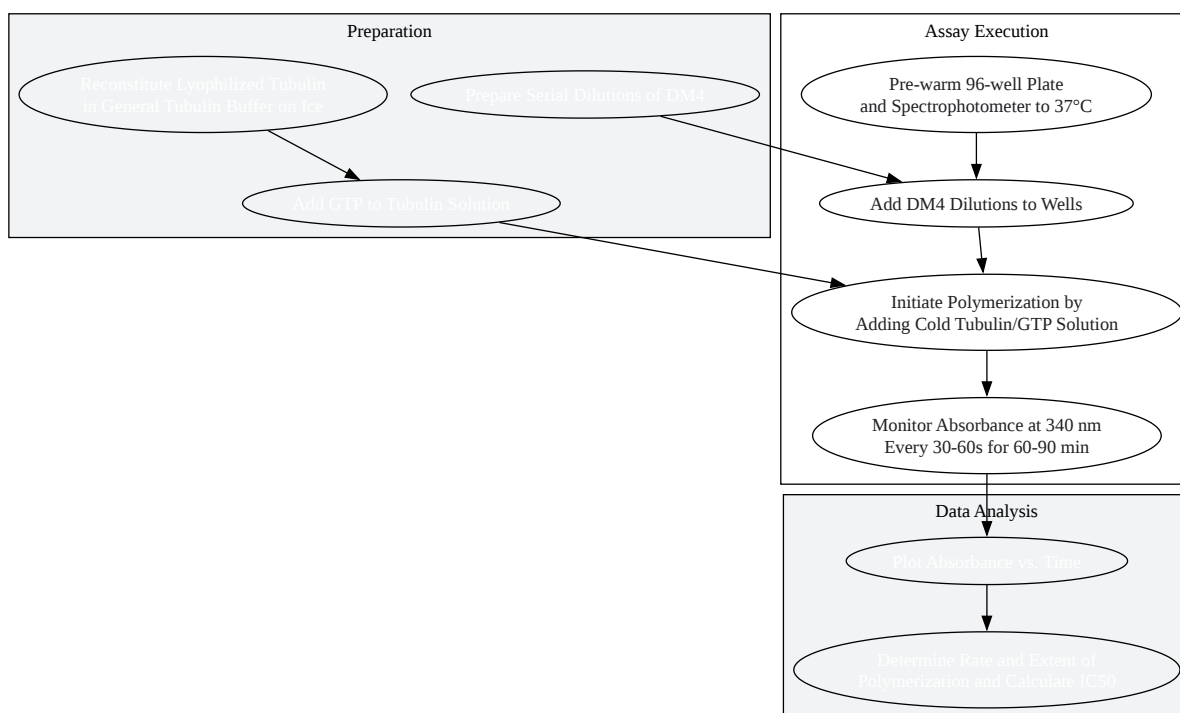 Preparation
Reconstitute Lyophilized Tubulin
in General Tubulin Buffer on Ice
Prepare Serial Dilutions of DM4
Add GTP to Tubulin Solution
Assay Execution
Pre-warm 96-well Plate
and Spectrophotometer to 37°C
Add DM4 Dilutions to Wells
Initiate Polymerization by
Adding Cold Tubulin/GTP Solution
Monitor Absorbance at 340 nm
Every 30-60s for 60-90 min
Data Analysis
Plot Absorbance vs. Time
Determine Rate and Extent of
Polymerization and Calculate IC50